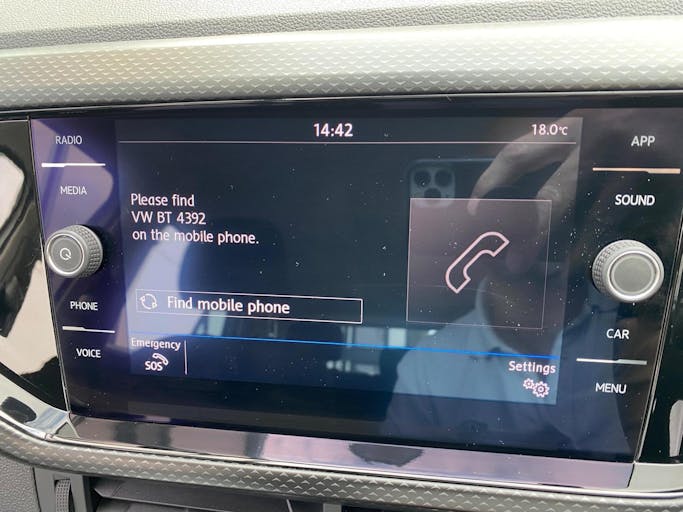 14:42
18.0°C
RADIO
MEDIA
PHONE
VOICE
Please find
VW BT 4392
on the mobile phone.
Find mobile phone
Emergency
SOS
Settings
APP
SOUND
CAR
MENU